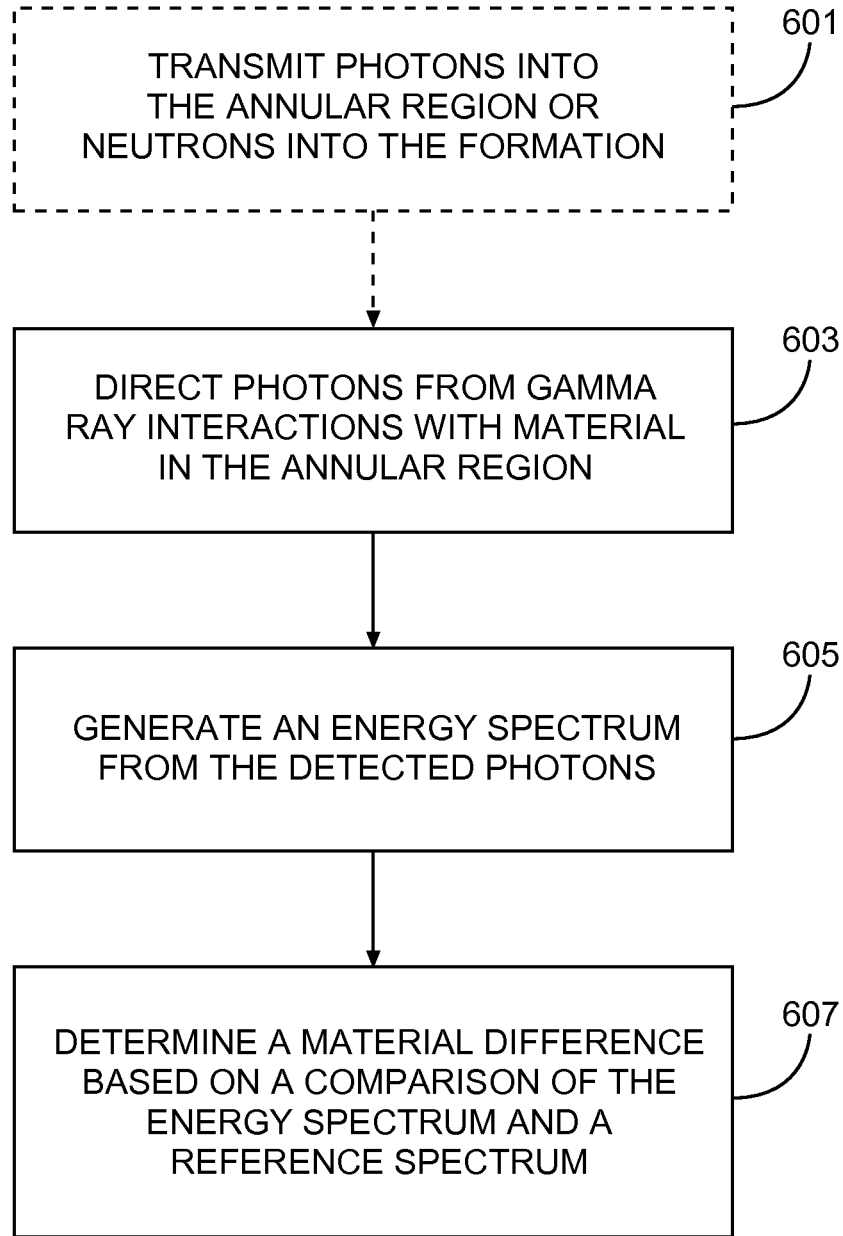 601
TRANSMIT PHOTONS INTO
THE ANNULAR REGION OR
NEUTRONS INTO THE FORMATION
603
DIRECT PHOTONS FROM GAMMA
RAY INTERACTIONS WITH MATERIAL
IN THE ANNULAR REGION
605
GENERATE AN ENERGY SPECTRUM
FROM THE DETECTED PHOTONS
607
DETERMINE A MATERIAL DIFFERENCE
BASED ON A COMPARISON OF THE
ENERGY SPECTRUM AND A
REFERENCE SPECTRUM